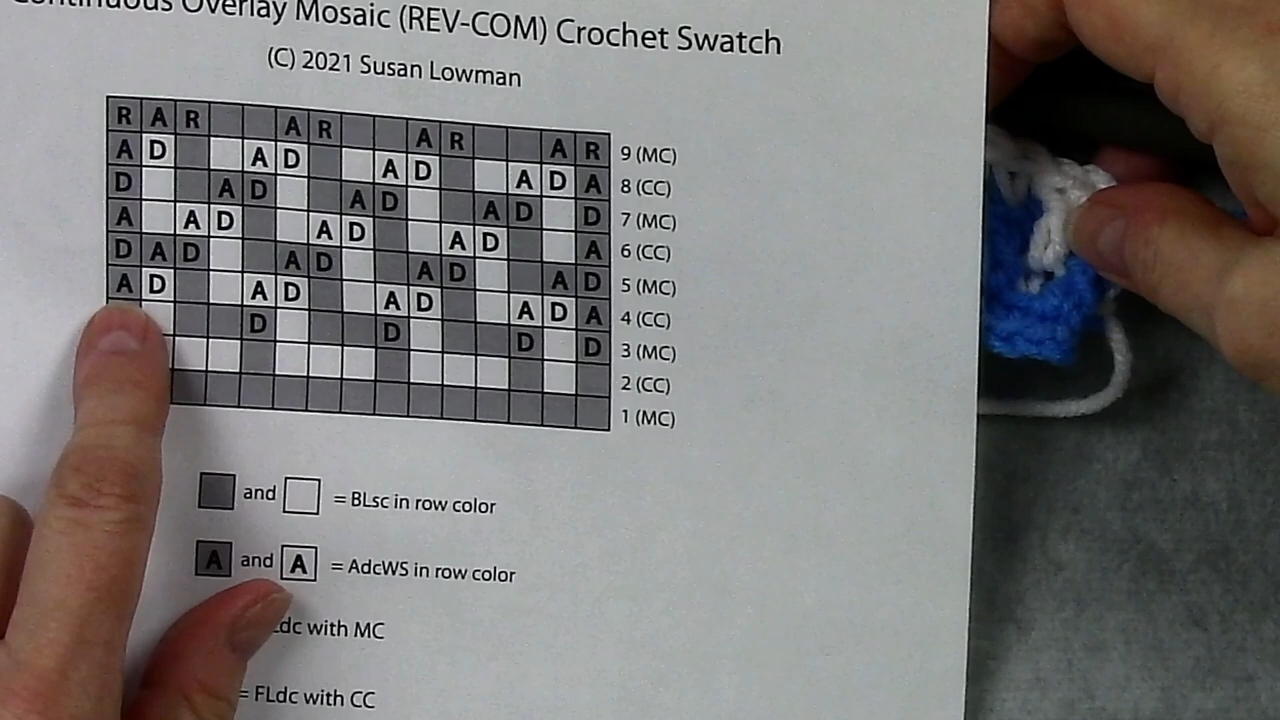 Overlay Mosaic (REV-COM) Crochet Swatch
(C) 2021 Susan Lowman
R A R A R A R A R 9 (MC)
A D A D A D A D A 8 (CC)
D A D A D A D D 7 (MC)
A A D A D A D A 6 (CC)
D A D A D A D A D 5 (MC)
A D A D A D A D A 4 (CC)
D D D D 3 (MC)
2 (CC)
1 (MC)
and = BLsc in row color
A and A = AdcWS in row color
with MC
= FLdc with CC